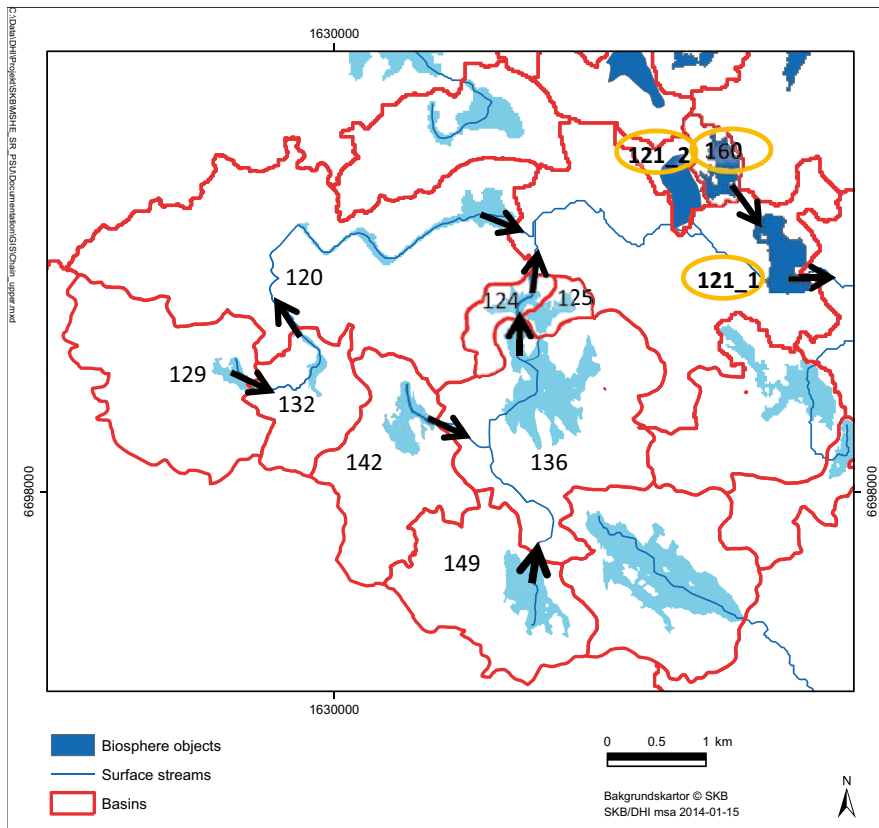 C:\Data\DHI\Projekt\SKB\MSHE_SR_PSU\Documentation\GIS\Chain_upper.mxd
1630000
121_2
160
120
121_1
124
125
129
132
142
136
6698000
6698000
149
1630000
Biosphere objects
Surface streams
Basins
0 0.5 1 km
Bakgrundskartor © SKB
SKB/DHI msa 2014-01-15
N